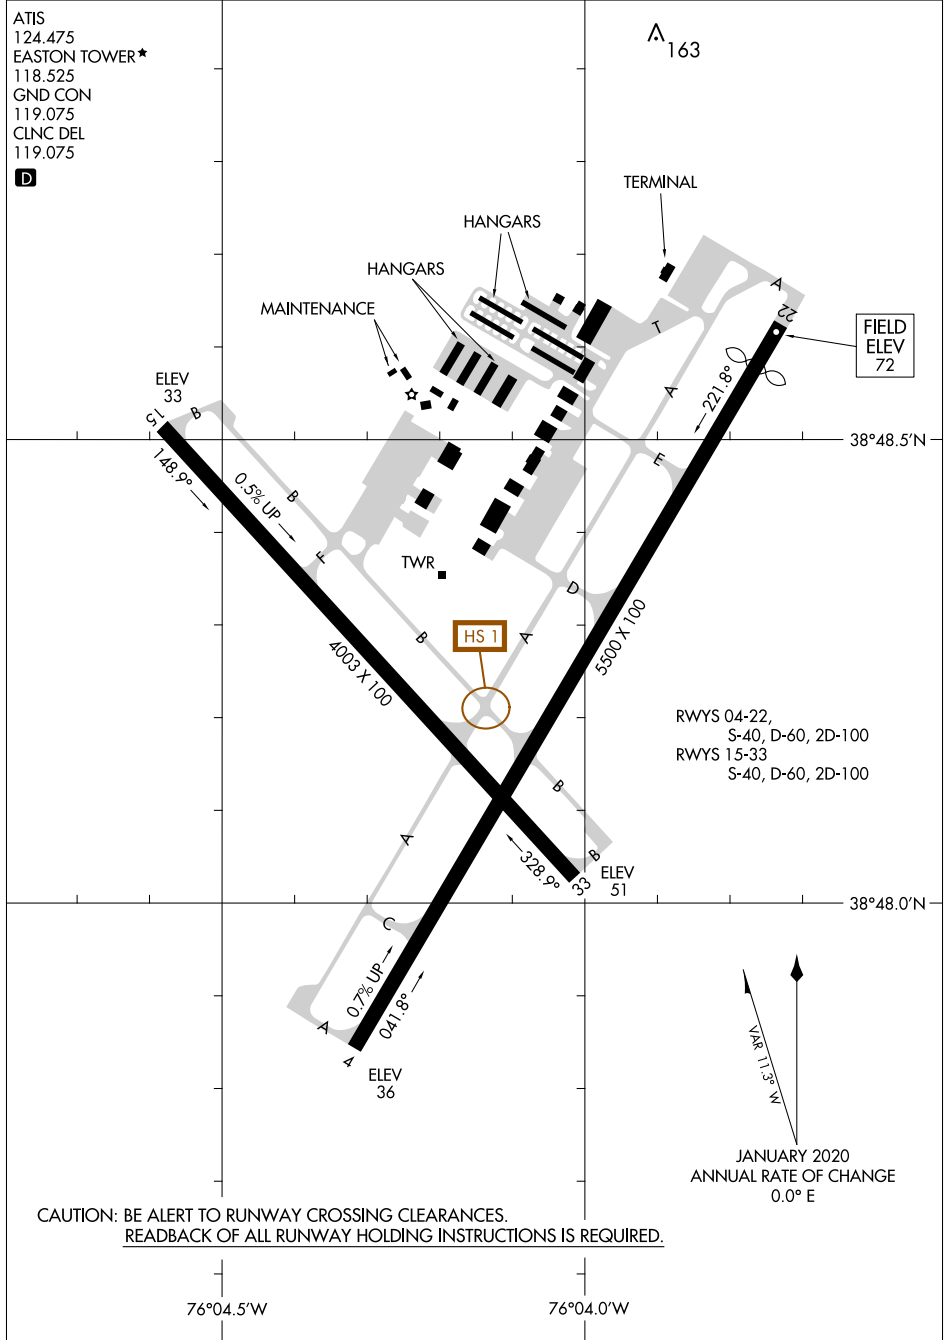 ATIS
124.475
EASTON TOWER★
118.525
GND CON
119.075
CLNC DEL
119.075
D
163
TERMINAL
HANGARS
HANGARS
MAINTENANCE
A
22
FIELD
ELEV
72
T
ELEV
33
15
B
A
221.8°
38°48.5'N
148.9°
0.5% UP
B
E
F
TWR
D
HS 1
B
A
5500 X 100
4003 X 100
RWYS 04-22,
S-40, D-60, 2D-100
RWYS 15-33
S-40, D-60, 2D-100
B
A
328.9°
B
33
ELEV
51
38°48.0'N
C
0.7% UP
041.8°
A
4
ELEV
36
VAR 11.3° W
JANUARY 2020
ANNUAL RATE OF CHANGE
0.0° E
CAUTION: BE ALERT TO RUNWAY CROSSING CLEARANCES.
READBACK OF ALL RUNWAY HOLDING INSTRUCTIONS IS REQUIRED.
76°04.5'W
76°04.0'W